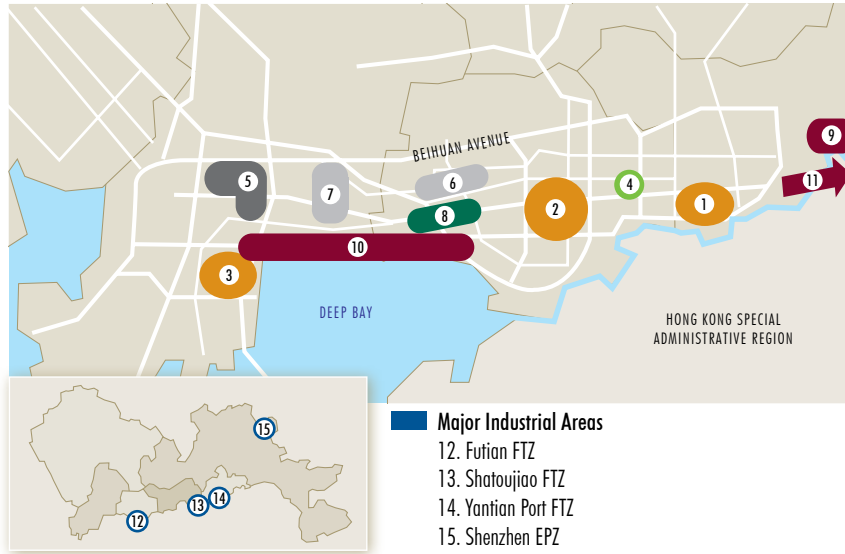 BEIHUAN AVENUE
9
5
7
6
4
11
8
2
1
10
3
DEEP BAY
HONG KONG SPECIAL
ADMINISTRATIVE REGION
15
14
13
12
Major Industrial Areas
12. Futian FTZ
13. Shatoujiao FTZ
14. Yantian Port FTZ
15. Shenzhen EPZ